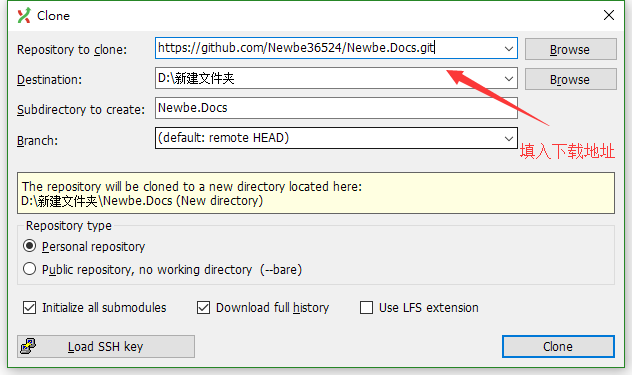 Clone
Repository to clone:
https://github.com/Newbe36524/Newbe.Docs.git
Browse
Destination:
D:\新建文件夹
Browse
Subdirectory to create:
Newbe.Docs
Branch:
(default: remote HEAD)
填入下载地址
The repository will be cloned to a new directory located here:
D:\新建文件夹\Newbe.Docs (New directory)
Repository type
Personal repository
Public repository, no working directory (--bare)
Initialize all submodules
Download full history
Use LFS extension
Load SSH key
Clone